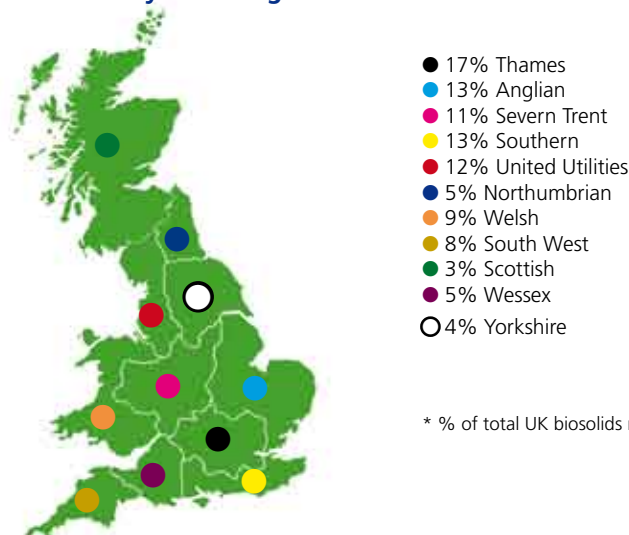 17% Thames
13% Anglian
11% Severn Trent
13% Southern
12% United Utilities
5% Northumbrian
9% Welsh
8% South West
3% Scottish
5% Wessex
4% Yorkshire
* % of total UK biosolids